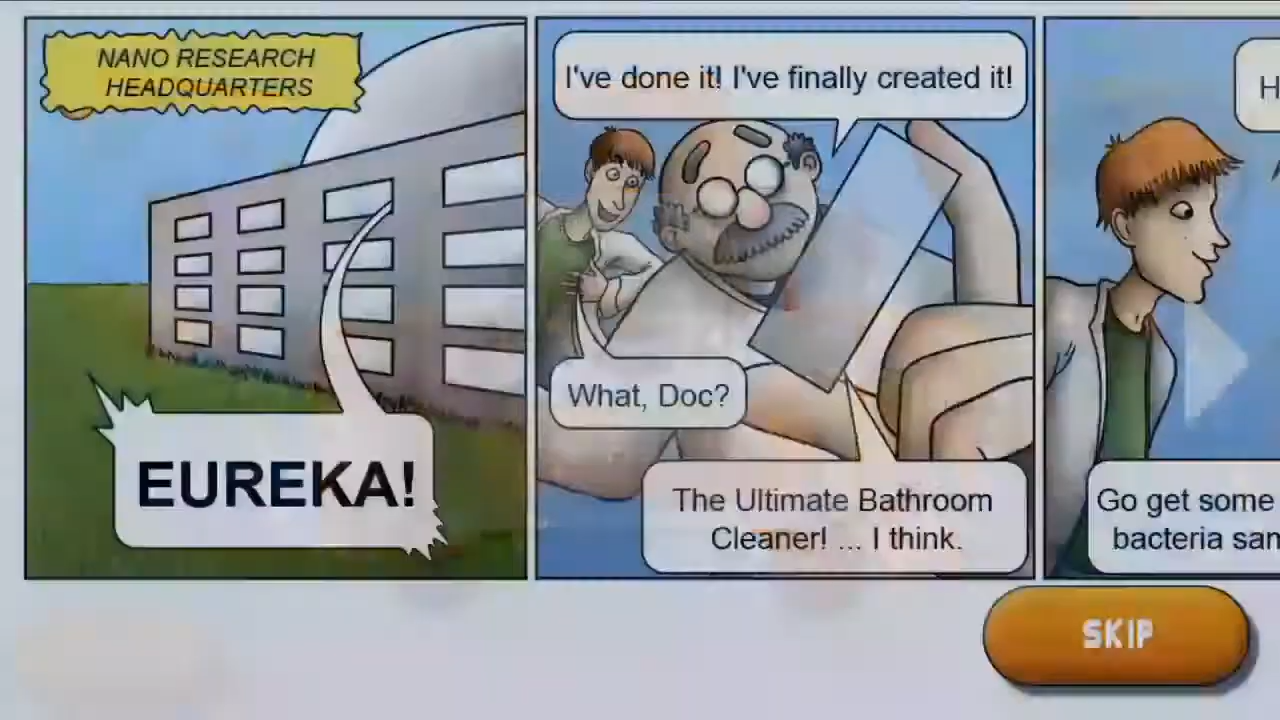 NANO RESEARCH
HEADQUARTERS
EUREKA!
I've done it! I've finally created it!
What, Doc?
The Ultimate Bathroom
Cleaner! ... I think.
H
Go get some
bacteria sam
SKIP